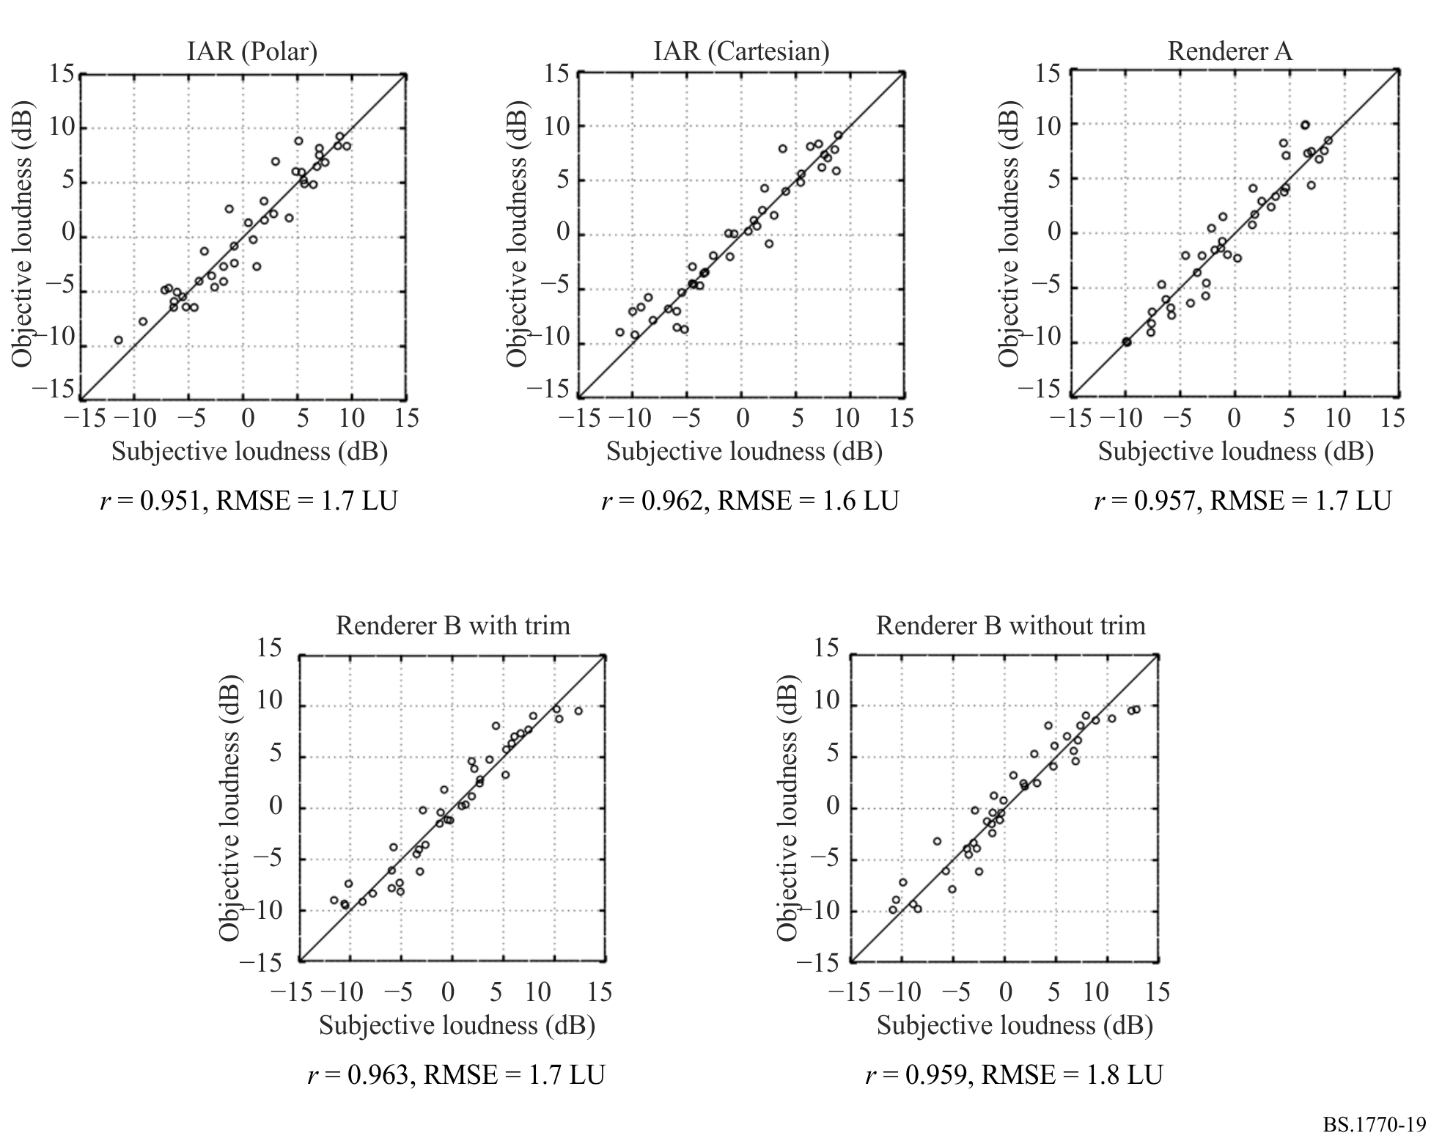 IAR (Polar)
15
10
5
0
−5
−10
−15
Objective loudness (dB)
−15 −10 −5 0 5 10 15
Subjective loudness (dB)
r = 0.951, RMSE = 1.7 LU
IAR (Cartesian)
15
10
5
0
−5
−10
−15
Objective loudness (dB)
−15 −10 −5 0 5 10 15
Subjective loudness (dB)
r = 0.962, RMSE = 1.6 LU
Renderer A
15
10
5
0
−5
−10
−15
Objective loudness (dB)
−15 −10 −5 0 5 10 15
Subjective loudness (dB)
r = 0.957, RMSE = 1.7 LU
Renderer B with trim
15
10
5
0
−5
−10
−15
Objective loudness (dB)
−15 −10 −5 0 5 10 15
Subjective loudness (dB)
r = 0.963, RMSE = 1.7 LU
Renderer B without trim
15
10
5
0
−5
−10
−15
Objective loudness (dB)
−15 −10 −5 0 5 10 15
Subjective loudness (dB)
r = 0.959, RMSE = 1.8 LU
BS.1770-19